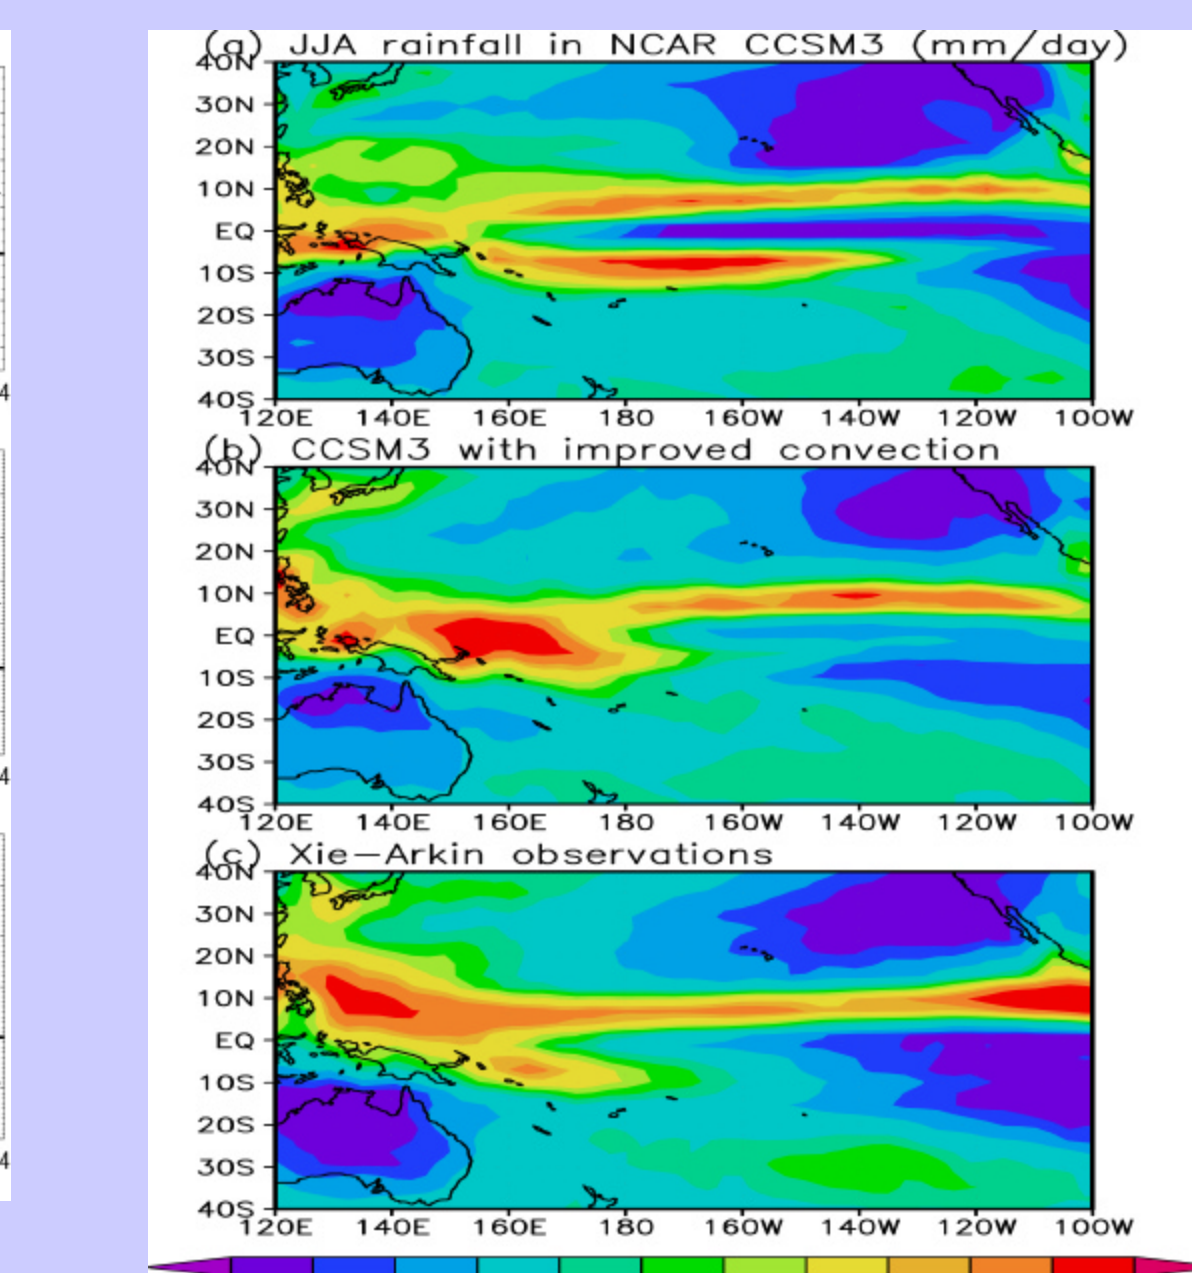 (a) JJA rainfall in NCAR CCSM3 (mm/day)
40N
30N
20N
10N
EQ
10S
20S
30S
40S
120E 140E 160E 180 160W 140W 120W 100W
4
(b) CCSM3 with improved convection
40N
30N
20N
10N
EQ
10S
20S
30S
40S
120E 140E 160E 180 160W 140W 120W 100W
4
(c) Xie-Arkin observations
40N
30N
20N
10N
EQ
10S
20S
30S
40S
120E 140E 160E 180 160W 140W 120W 100W
4